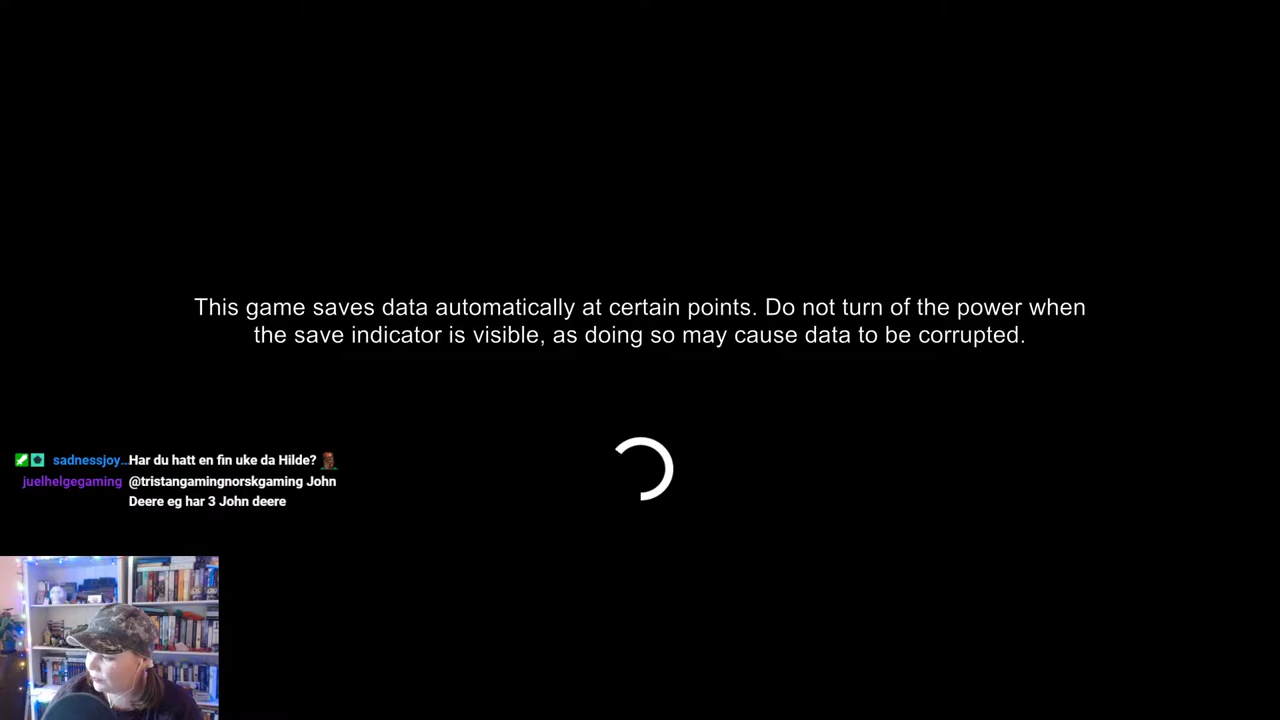 This game saves data automatically at certain points. Do not turn of the power when
the save indicator is visible, as doing so may cause data to be corrupted.
sadnessjoy… Har du hatt en fin uke da Hilde?
juelhelgegaming @tristangamingnorskgaming John
Deere eg har 3 John deere